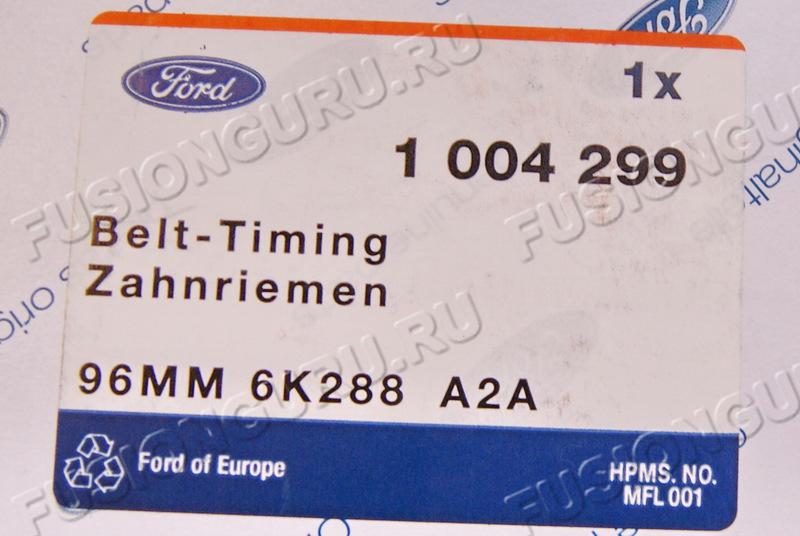 Ford
1x
1 004 299
Belt-Timing
Zahnriemen
96MM 6K288 A2A
Ford of Europe
HPMS. NO.
MFL 001
FUSIONGURU.RU
FUSIONGURU.RU
FUSIONGURU.RU
FUSIONGURU.RU